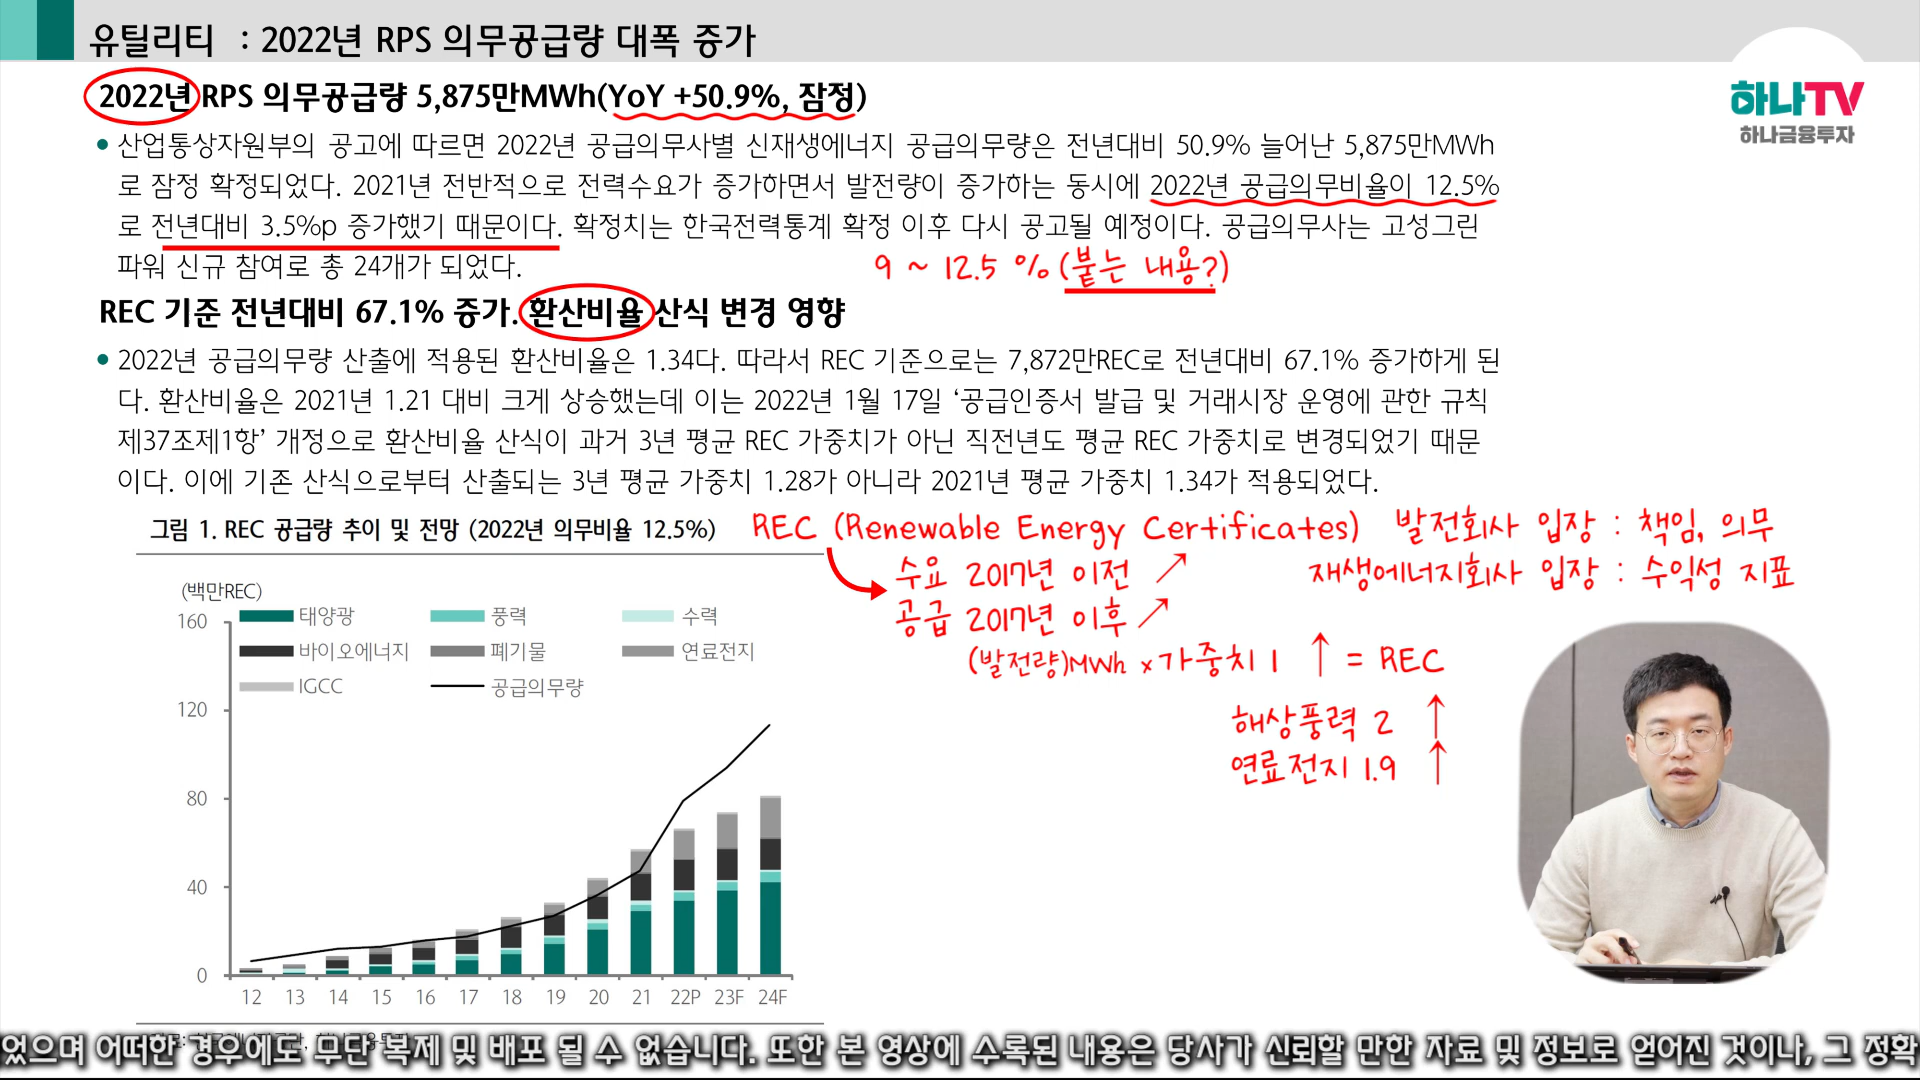 유틸리티 : 2022년 RPS 의무공급량 대폭 증가
하나TV
하나금융투자
2022년 RPS 의무공급량 5,875만MWh(YoY +50.9%, 잠정)
• 산업통상자원부의 공고에 따르면 2022년 공급의무사별 신재생에너지 공급의무량은 전년대비 50.9% 늘어난 5,875만MWh
로 잠정 확정되었다. 2021년 전반적으로 전력수요가 증가하면서 발전량이 증가하는 동시에 2022년 공급의무비율이 12.5%
로 전년대비 3.5%p 증가했기 때문이다. 확정치는 한국전력통계 확정 이후 다시 공고될 예정이다. 공급의무사는 고성그린
파워 신규 참여로 총 24개가 되었다.
9 ~ 12.5 % (붙는 내용?)
REC 기준 전년대비 67.1% 증가. 환산비율 산식 변경 영향
• 2022년 공급의무량 산출에 적용된 환산비율은 1.34다. 따라서 REC 기준으로는 7,872만REC로 전년대비 67.1% 증가하게 된
다. 환산비율은 2021년 1.21 대비 크게 상승했는데 이는 2022년 1월 17일 ‘공급인증서 발급 및 거래시장 운영에 관한 규칙
제37조제1항’ 개정으로 환산비율 산식이 과거 3년 평균 REC 가중치가 아닌 직전년도 평균 REC 가중치로 변경되었기 때문
이다. 이에 기존 산식으로부터 산출되는 3년 평균 가중치 1.28가 아니라 2021년 평균 가중치 1.34가 적용되었다.
그림 1. REC 공급량 추이 및 전망 (2022년 의무비율 12.5%)
REC (Renewable Energy Certificates) 발전회사 입장 : 책임, 의무
수요 2017년 이전 ↗ 재생에너지회사 입장 : 수익성 지표
공급 2017년 이후 ↗
(발전량)MWh x 가중치 1 ↑ = REC
해상풍력 2 ↑
연료전지 1.9 ↑
(백만REC)
160
120
80
40
0
태양광 풍력 수력
바이오에너지 폐기물 연료전지
IGCC 공급의무량
12 13 14 15 16 17 18 19 20 21 22P 23F 24F
었으며 어떠한 경우에도 무단 복제 및 배포 될 수 없습니다. 또한 본 영상에 수록된 내용은 당사가 신뢰할 만한 자료 및 정보로 얻어진 것이나, 그 정확